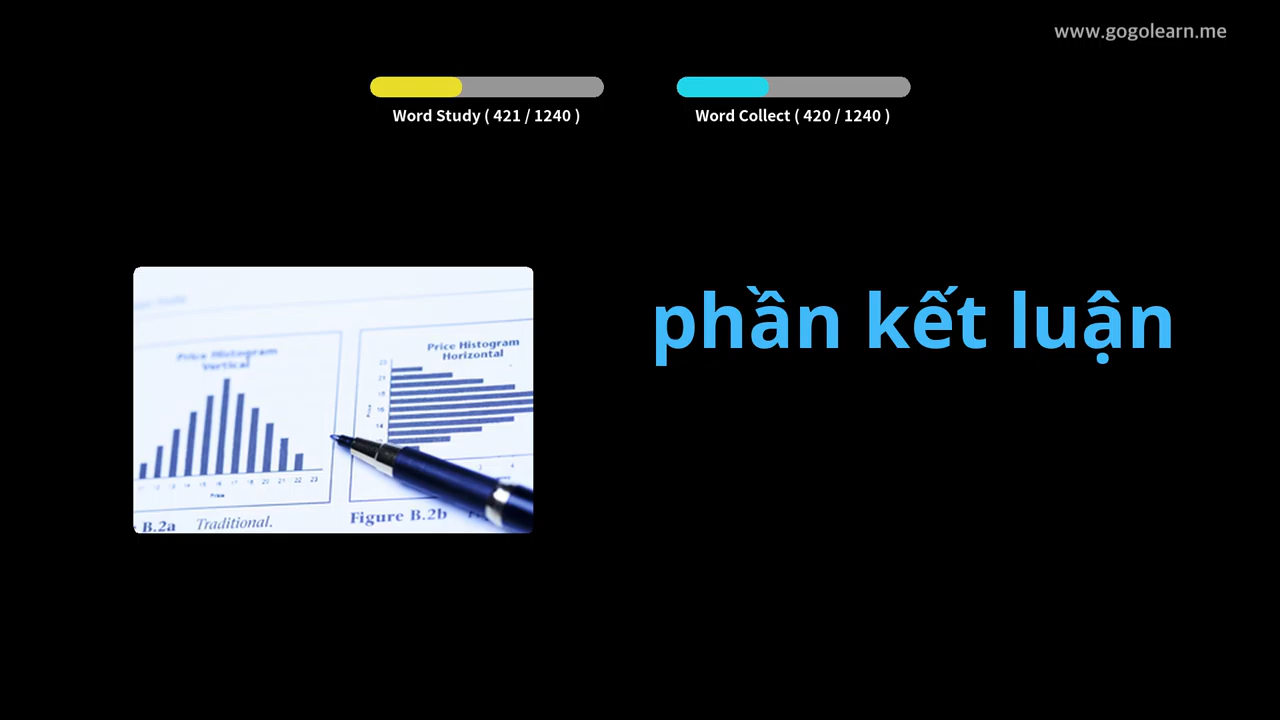 www.gogolearn.me
Word Study ( 421 / 1240 )
Word Collect ( 420 / 1240 )
phần kết luận
Price Histogram
Vertical
Price Histogram
Horizontal
Price
B.2a Traditional.
Figure B.2b